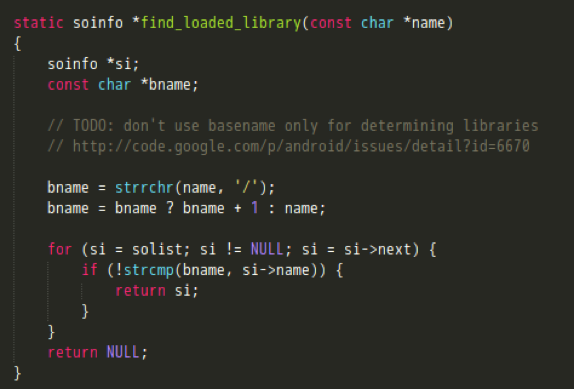 static soinfo *find_loaded_library(const char *name)
{
    soinfo *si;
    const char *bname;

    // TODO: don't use basename only for determining libraries
    // http://code.google.com/p/android/issues/detail?id=6670

    bname = strrchr(name, '/');
    bname = bname ? bname + 1 : name;

    for (si = solist; si != NULL; si = si->next) {
        if (!strcmp(bname, si->name)) {
            return si;
        }
    }
    return NULL;
}